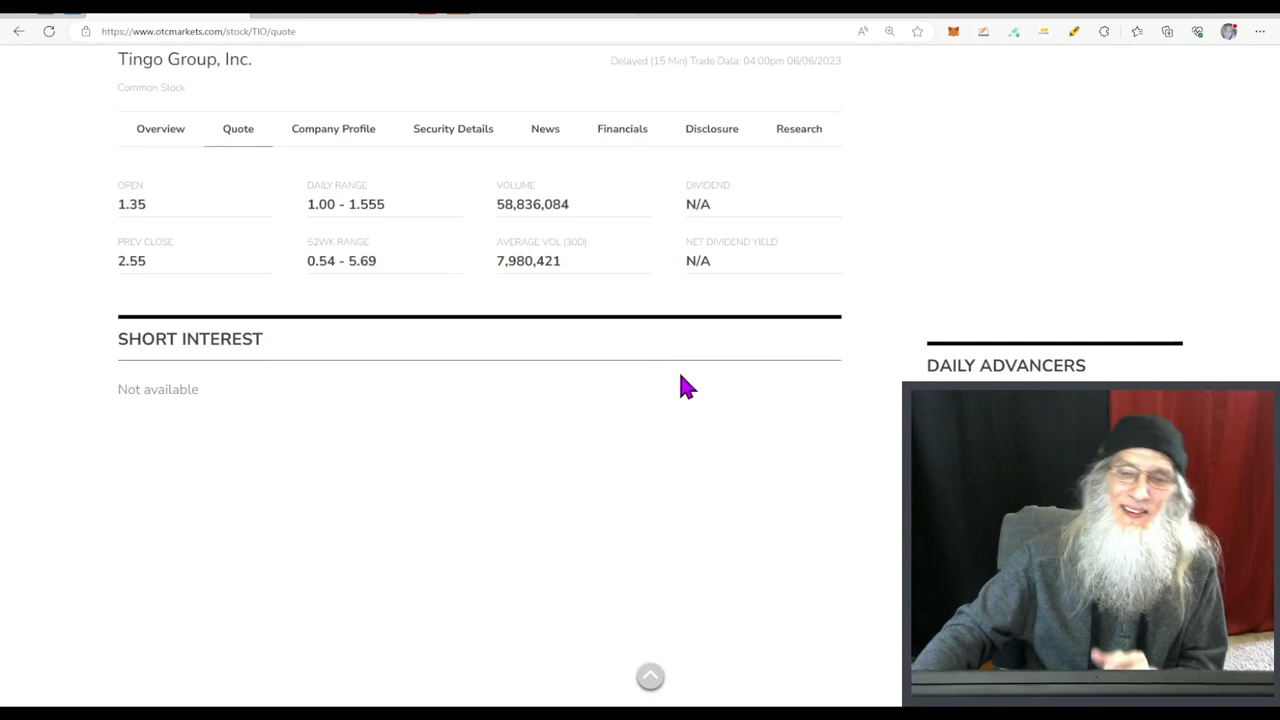 https://www.otcmarkets.com/stock/TIO/quote
Tingo Group, Inc.
Delayed (15 Min) Trade Data: 04:00pm 06/06/2023
Common Stock
Overview Quote Company Profile Security Details News Financials Disclosure Research
OPEN DAILY RANGE VOLUME DIVIDEND
1.35 1.00 - 1.555 58,836,084 N/A
PREV CLOSE 52WK RANGE AVERAGE VOL (30D) NET DIVIDEND YIELD
2.55 0.54 - 5.69 7,980,421 N/A
SHORT INTEREST
Not available
DAILY ADVANCERS